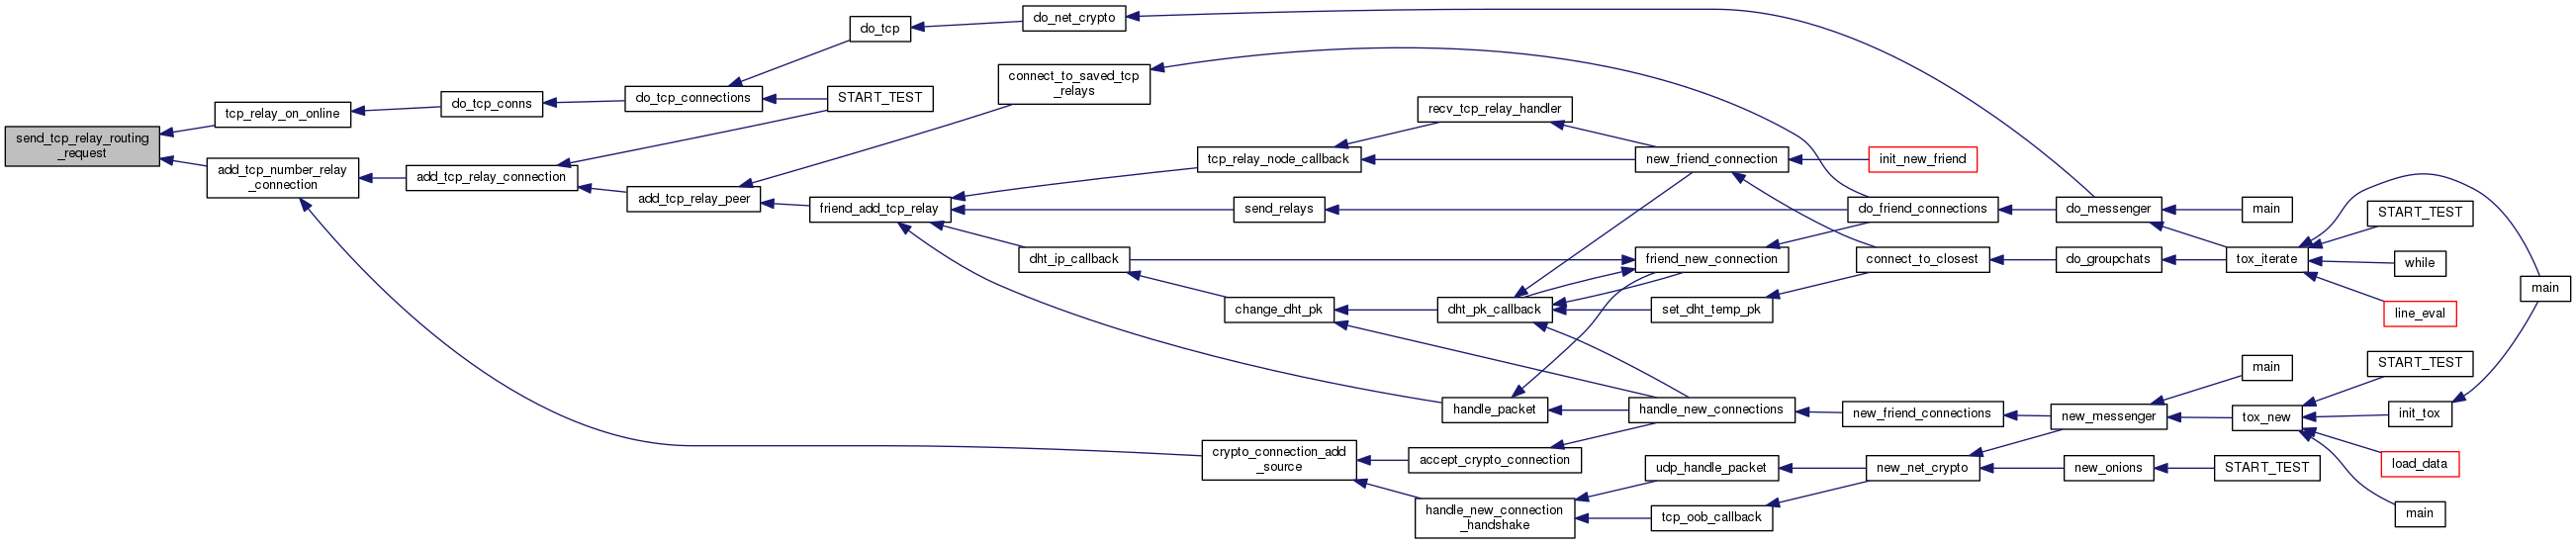 send_tcp_relay_routing
_request
tcp_relay_on_online
add_tcp_number_relay
_connection
do_tcp_conns
add_tcp_relay_connection
do_tcp_connections
add_tcp_relay_peer
do_tcp
START_TEST
friend_add_tcp_relay
do_net_crypto
connect_to_saved_tcp
_relays
dht_ip_callback
tcp_relay_node_callback
send_relays
change_dht_pk
crypto_connection_add
_source
recv_tcp_relay_handler
dht_pk_callback
handle_packet
accept_crypto_connection
handle_new_connection
_handshake
new_friend_connection
friend_new_connection
set_dht_temp_pk
handle_new_connections
udp_handle_packet
tcp_oob_callback
init_new_friend
do_friend_connections
connect_to_closest
new_friend_connections
new_net_crypto
do_messenger
do_groupchats
new_messenger
new_onions
main
tox_iterate
main
tox_new
START_TEST
START_TEST
while
line_eval
START_TEST
init_tox
load_data
main
main